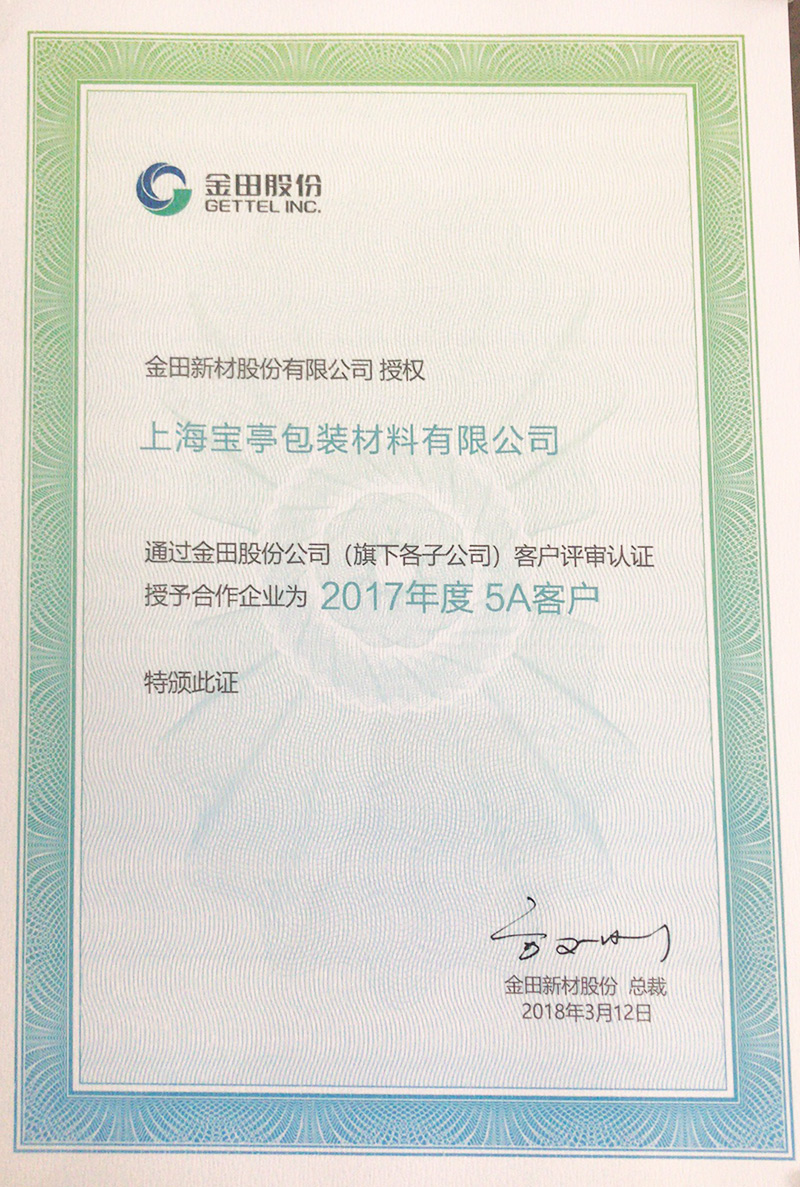 金田股份
GETTEL INC.
金田新材股份有限公司 授权
上海宝亭包装材料有限公司
通过金田股份公司（旗下各子公司）客户评审认证
授予合作企业为 2017年度 5A客户
特颁此证
金田新材股份 总裁
2018年3月12日